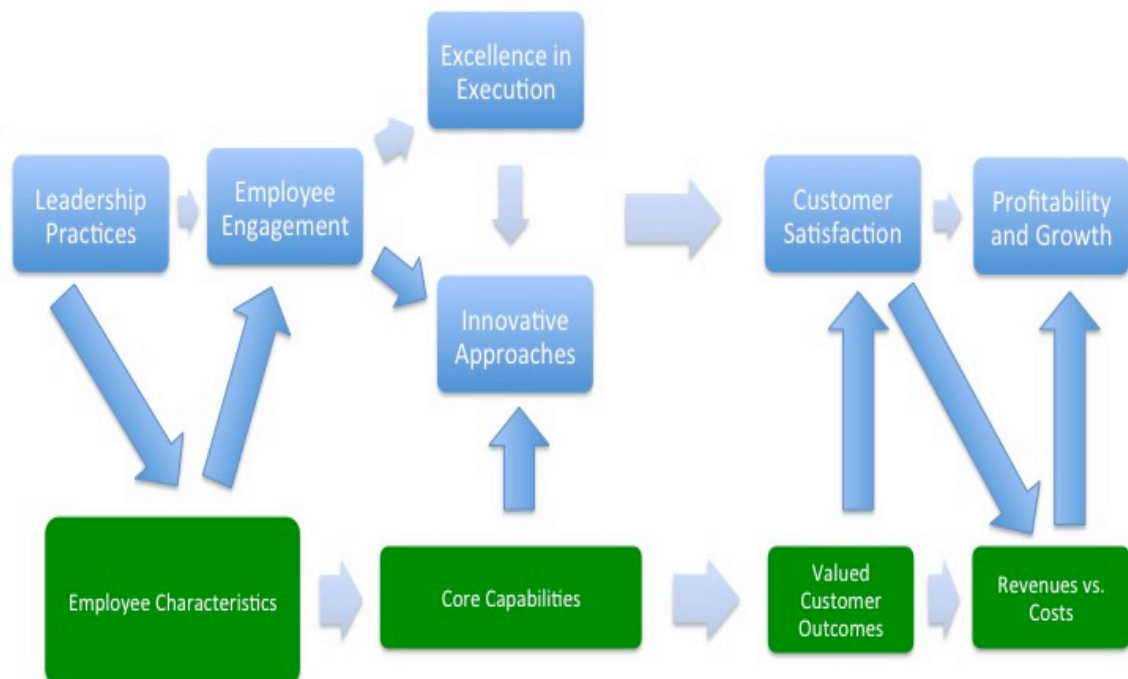 Excellence in
Execution
Leadership
Practices
Employee
Engagement
Customer
Satisfaction
Profitability
and Growth
Innovative
Approaches
Employee Characteristics
Core Capabilities
Valued
Customer
Outcomes
Revenues vs.
Costs